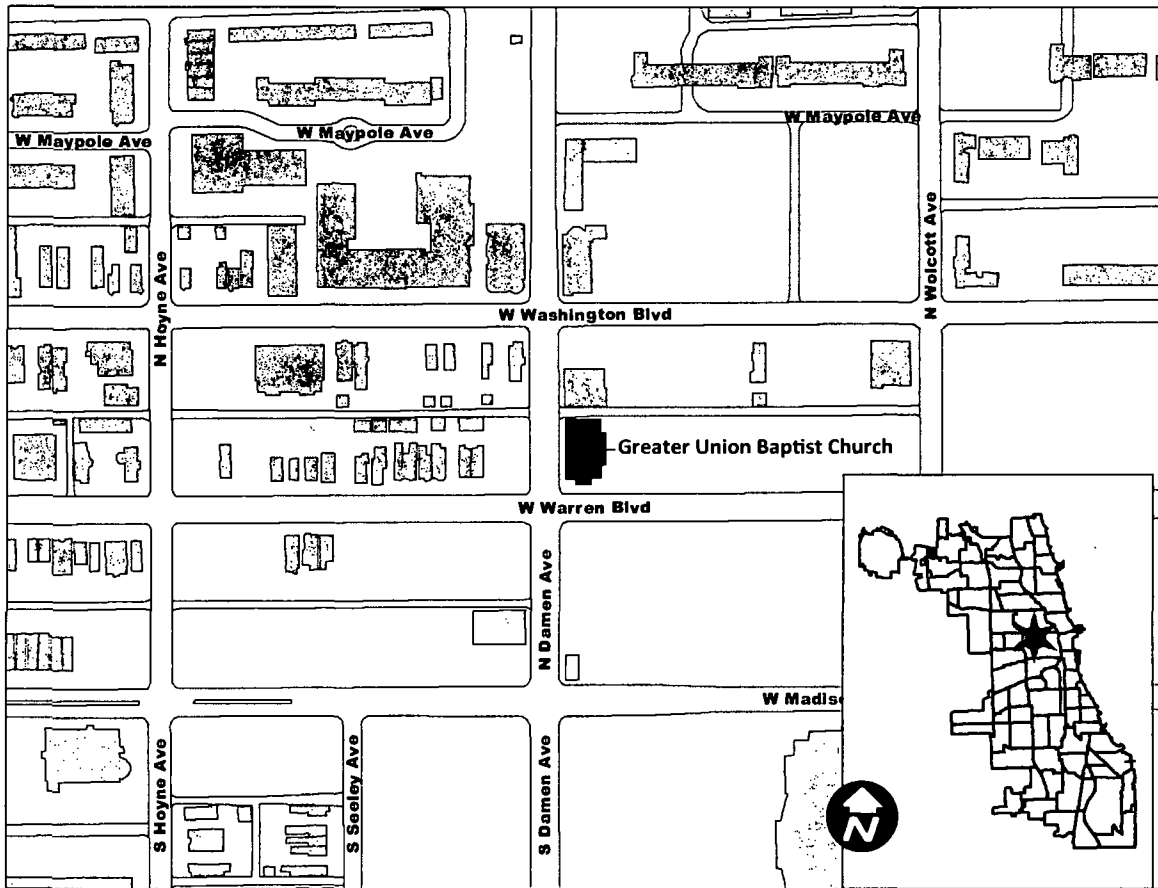 W Maypole Ave
W Maypole Ave
W Maypole Ave
N Hoyne Ave
N Wolcott Ave
W Washington Blvd
Greater Union Baptist Church
W Warren Blvd
N Damen Ave
W Madis
S Hoyne Ave
S Seeley Ave
S Damen Ave
N